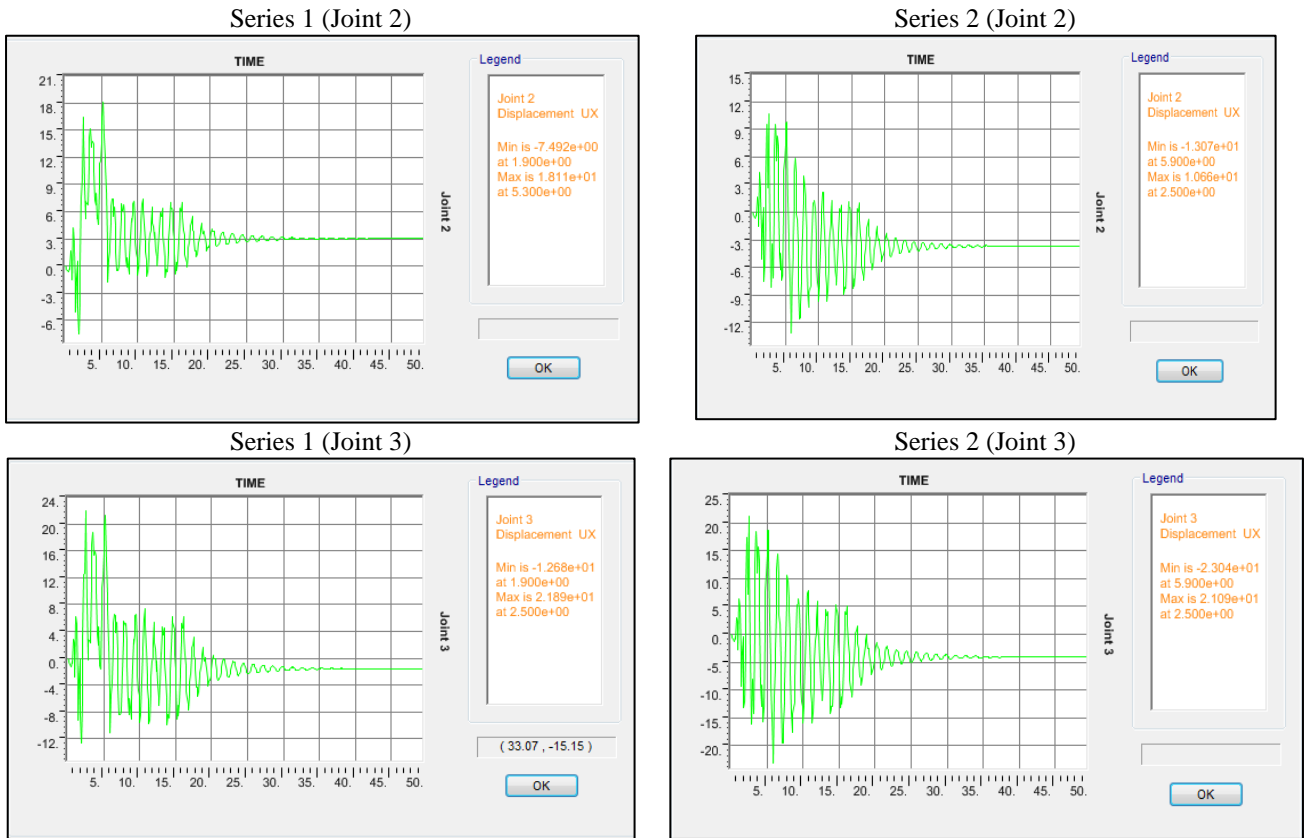 Series 1 (Joint 2)
Series 2 (Joint 2)
TIME
Legend
21.
18.
15.
12.
9.
6.
3.
0.
-3.
-6.
Joint 2
Displacement UX
Min is -7.492e+00
at 1.900e+00
Max is 1.811e+01
at 5.300e+00
Joint 2
5. 10. 15. 20. 25. 30. 35. 40. 45. 50.
OK
TIME
Legend
15.
12.
9.
6.
3.
0.
-3.
-6.
-9.
-12.
Joint 2
Displacement UX
Min is -1.307e+01
at 5.900e+00
Max is 1.066e+01
at 2.500e+00
Joint 2
5. 10. 15. 20. 25. 30. 35. 40. 45. 50.
OK
Series 1 (Joint 3)
Series 2 (Joint 3)
TIME
Legend
24.
20.
16.
12.
8.
4.
0.
-4.
-8.
-12.
Joint 3
Displacement UX
Min is -1.268e+01
at 1.900e+00
Max is 2.189e+01
at 2.500e+00
Joint 3
( 33.07 , -15.15 )
5. 10. 15. 20. 25. 30. 35. 40. 45. 50.
OK
TIME
Legend
25.
20.
15.
10.
5.
0.
-5.
-10.
-15.
-20.
Joint 3
Displacement UX
Min is -2.304e+01
at 5.900e+00
Max is 2.109e+01
at 2.500e+00
Joint 3
5. 10. 15. 20. 25. 30. 35. 40. 45. 50.
OK